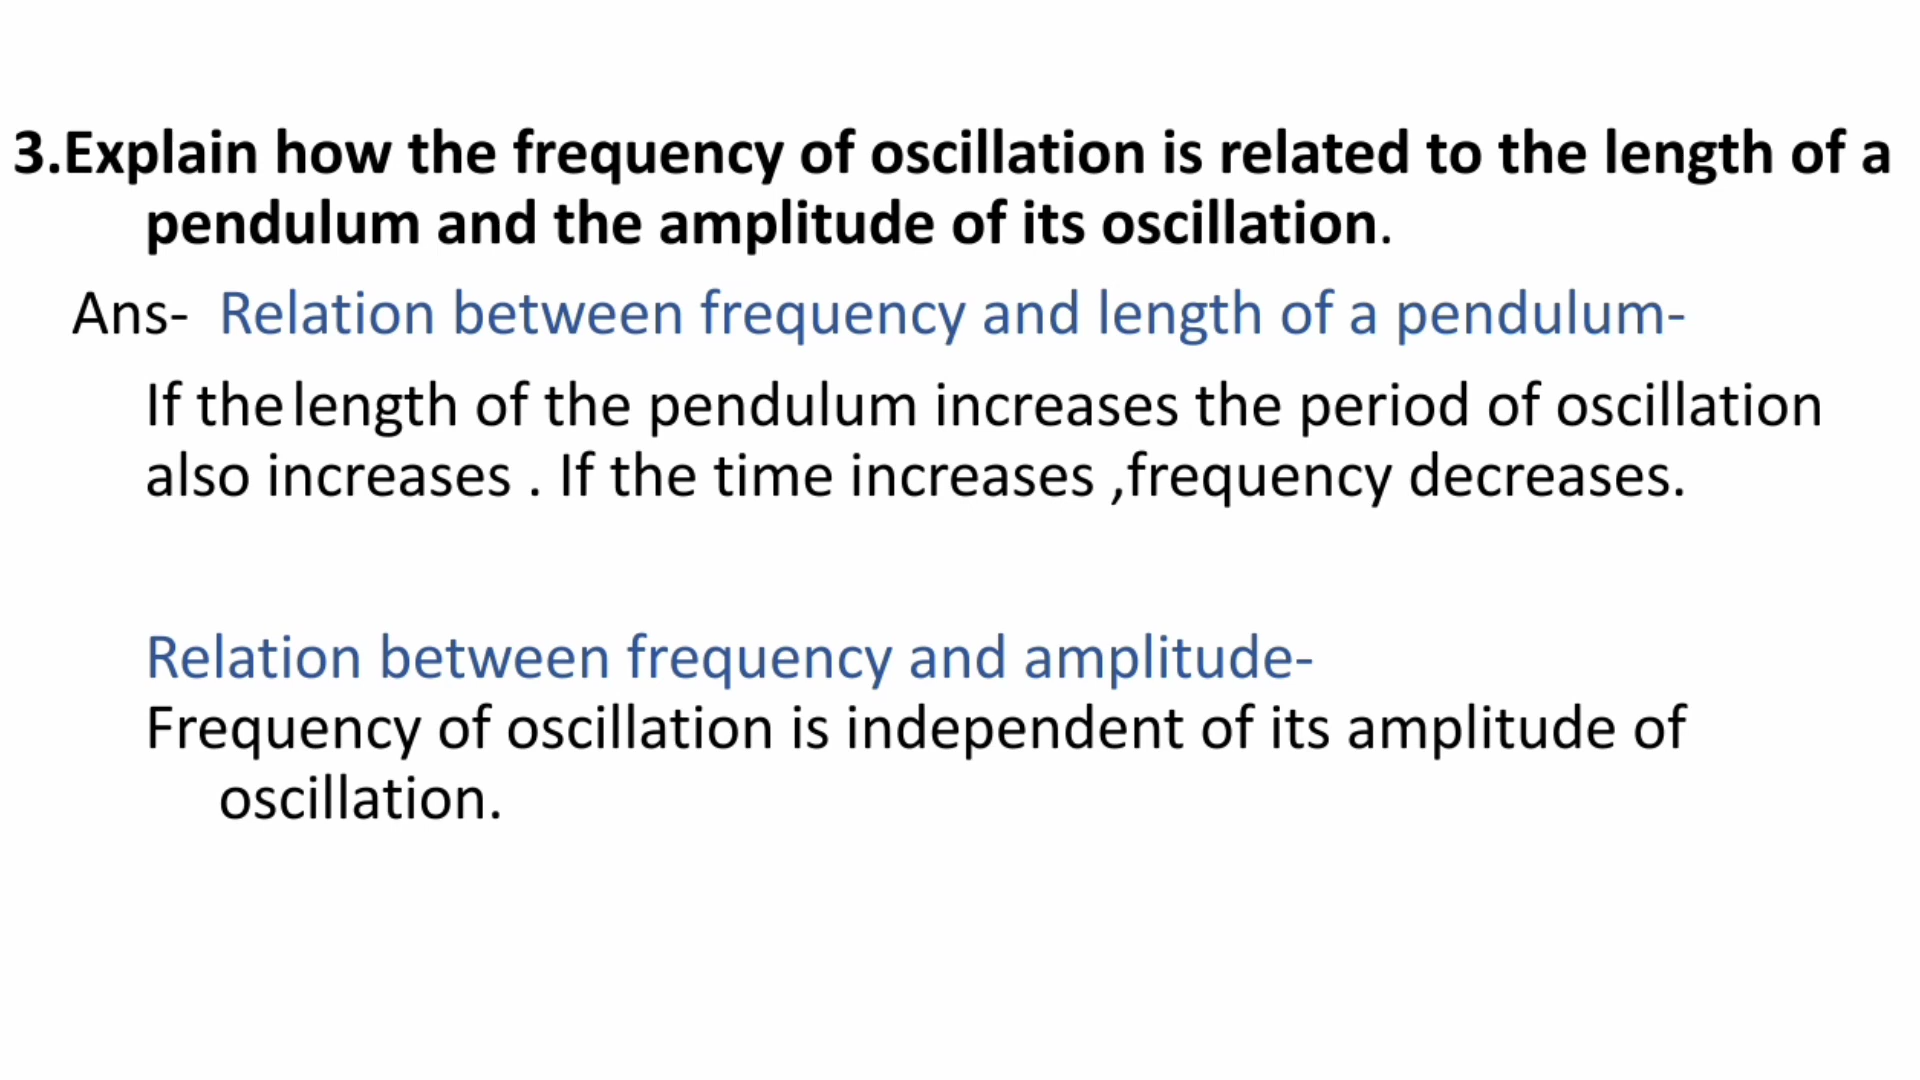 3.Explain how the frequency of oscillation is related to the length of a
pendulum and the amplitude of its oscillation.
Ans- Relation between frequency and length of a pendulum-
If the length of the pendulum increases the period of oscillation
also increases . If the time increases ,frequency decreases.
Relation between frequency and amplitude-
Frequency of oscillation is independent of its amplitude of
oscillation.